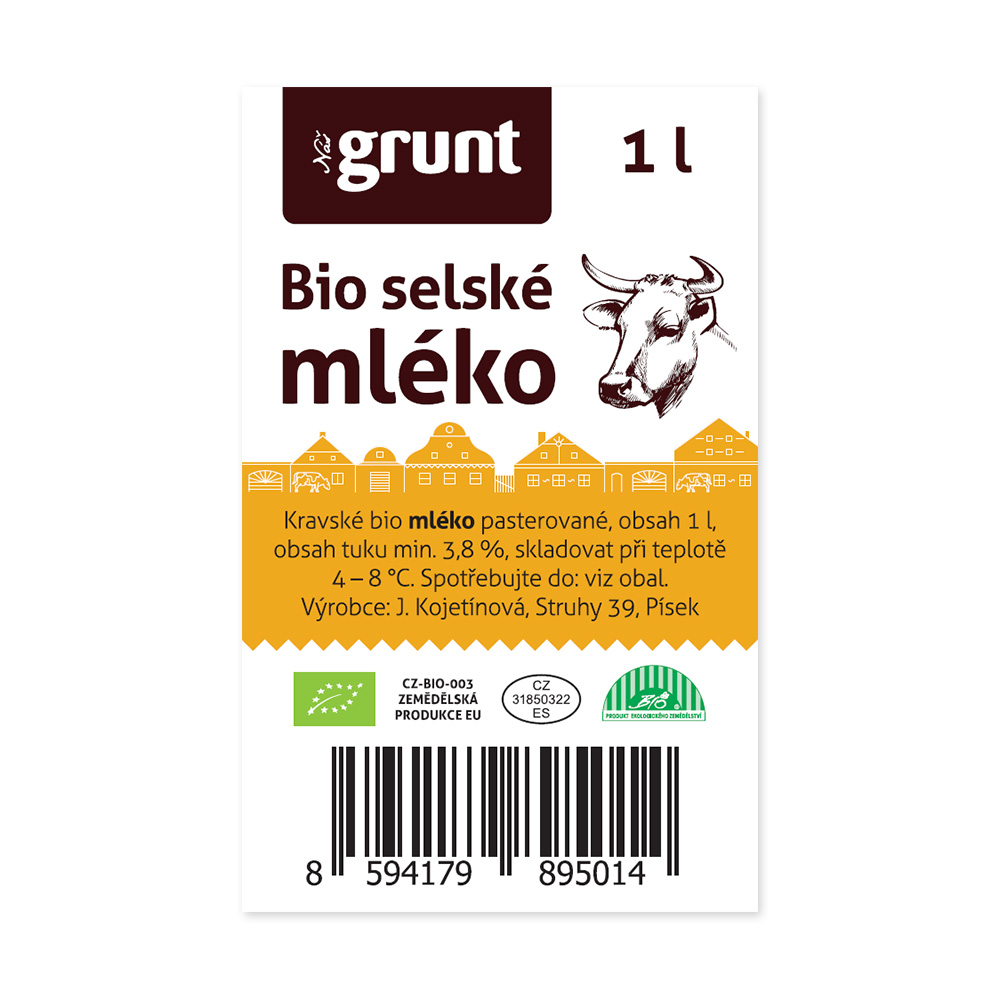 Náš grunt
1 l
Bio selské
mléko
Kravské bio mléko pasterované, obsah 1 l,
obsah tuku min. 3,8 %, skladovat při teplotě
4 – 8 °C. Spotřebujte do: viz obal.
Výrobce: J. Kojetínová, Struhy 39, Písek
CZ-BIO-003
ZEMĚDĚLSKÁ
PRODUKCE EU
CZ
31850322
ES
BIO ®
PRODUKT EKOLOGICKÉHO ZEMĚDĚLSTVÍ
8 594179 895014